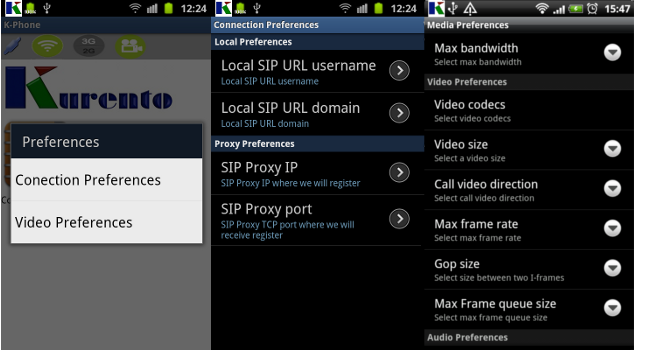 12:24
K-Phone
3G
2G
Kurento
Preferences
Conection Preferences
Video Preferences
12:24
Connection Preferences
Local Preferences
Local SIP URL username
Local SIP URL username
Local SIP URL domain
Local SIP URL domain
Proxy Preferences
SIP Proxy IP
SIP Proxy IP where we will register
SIP Proxy port
SIP Proxy TCP port where we will
receive register
15:47
Media Preferences
Max bandwidth
Select max bandwidth
Video Preferences
Video codecs
Select video codecs
Video size
Select a video size
Call video direction
Select call video direction
Max frame rate
Select max frame rate
Gop size
Select size between two I-frames
Max Frame queue size
Select max frame queue size
Audio Preferences